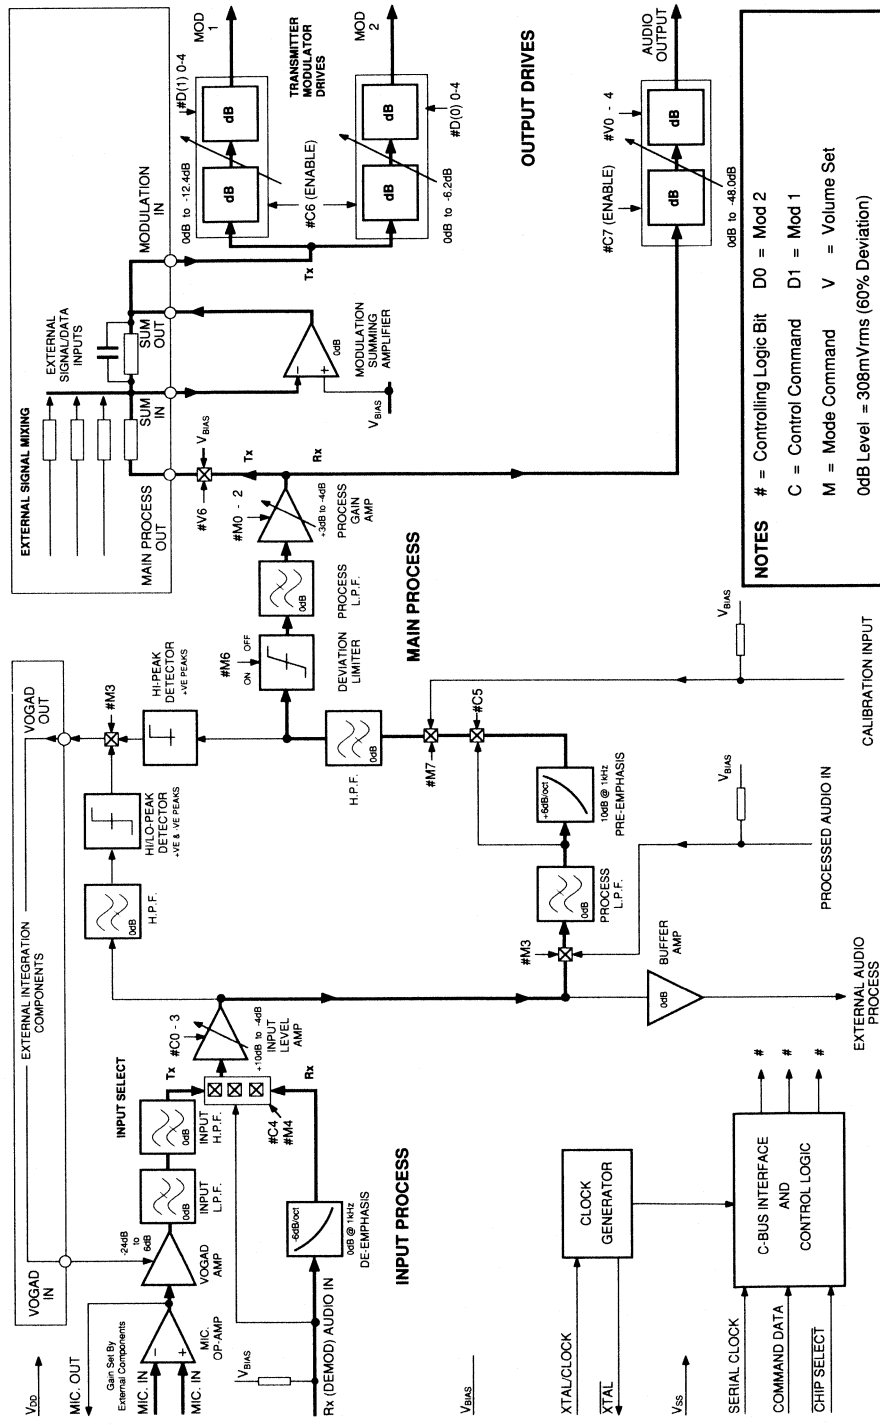 EXTERNAL SIGNAL MIXING
EXTERNAL
SIGNAL/DATA
INPUTS
MAIN PROCESS
OUT
SUM
IN
SUM
OUT
MODULATION
IN
MOD
1
MOD
2
#D(1) 0-4
dB
dB
0dB to -12.4dB
TRANSMITTER
MODULATOR
DRIVES
#C6 (ENABLE)
dB
dB
0dB to -6.2dB
#D(0) 0-4
Tx
OUTPUT DRIVES
AUDIO
OUTPUT
#V0 - 4
#C7 (ENABLE)
dB
dB
0dB to -48.0dB
0dB
MODULATION
SUMMING
AMPLIFIER
VBIAS
VBIAS
#V6
Tx
Rx
#M0 - 2
+3dB to -4dB
PROCESS
GAIN
AMP
0dB
PROCESS
L.P.F.
#M6
ON
OFF
DEVIATION
LIMITER
MAIN PROCESS
VOGAD
OUT
EXTERNAL INTEGRATION
COMPONENTS
VOGAD
IN
#M3
HI-PEAK
DETECTOR
+VE PEAKS
HI/LO-PEAK
DETECTOR
+VE & -VE PEAKS
0dB
H.P.F.
0dB
H.P.F.
#M7
#C5
+6dB/oct
10dB @ 1kHz
PRE-EMPHASIS
0dB
PROCESS
L.P.F.
#M3
BUFFER
AMP
0dB
VBIAS
CALIBRATION INPUT
VBIAS
PROCESSED AUDIO IN
EXTERNAL AUDIO
PROCESS
VDD
MIC. OUT
Gain Set By
External Components
MIC. IN
MIC. IN
MIC.
OP-AMP
-24dB
to
6dB
VOGAD
AMP
0dB
INPUT
L.P.F.
0dB
INPUT
H.P.F.
INPUT SELECT
Tx
Rx
#C4
#M4
#C0 - 3
+10dB to -4dB
INPUT
LEVEL
AMP
VBIAS
Rx (DEMOD) AUDIO IN
-6dB/oct
0dB @ 1kHz
DE-EMPHASIS
INPUT PROCESS
VBIAS
XTAL/CLOCK
XTAL
CLOCK
GENERATOR
VSS
SERIAL CLOCK
COMMAND DATA
CHIP SELECT
C-BUS INTERFACE
AND
CONTROL LOGIC
#
#
#
NOTES # = Controlling Logic Bit D0 = Mod 2
C = Control Command D1 = Mod 1
M = Mode Command V = Volume Set
0dB Level = 308mVrms (60% Deviation)